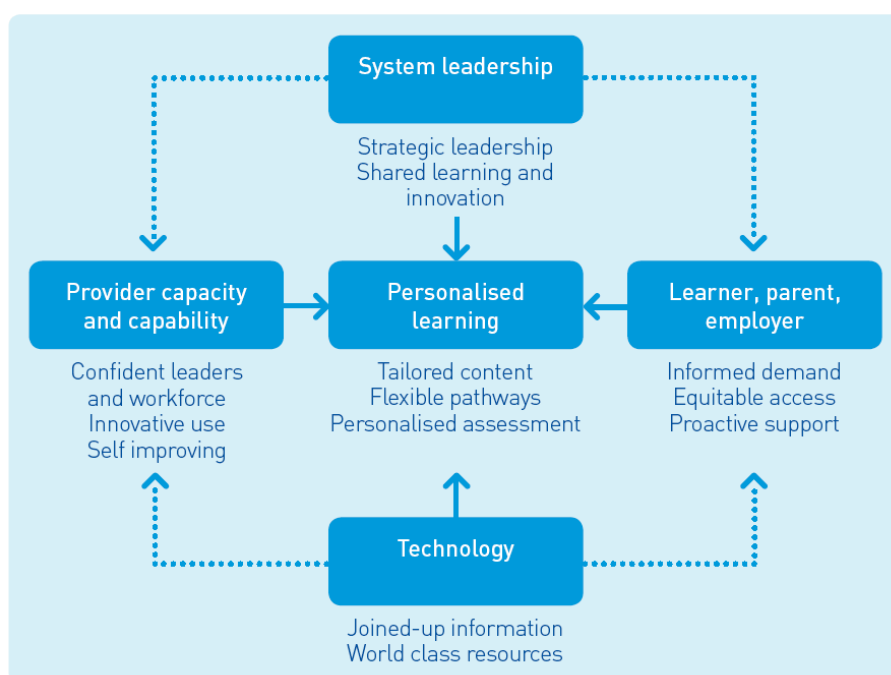 System leadership
Strategic leadership
Shared learning and
innovation
Provider capacity
and capability
Confident leaders
and workforce
Innovative use
Self improving
Personalised
learning
Tailored content
Flexible pathways
Personalised assessment
Learner, parent,
employer
Informed demand
Equitable access
Proactive support
Technology
Joined-up information
World class resources